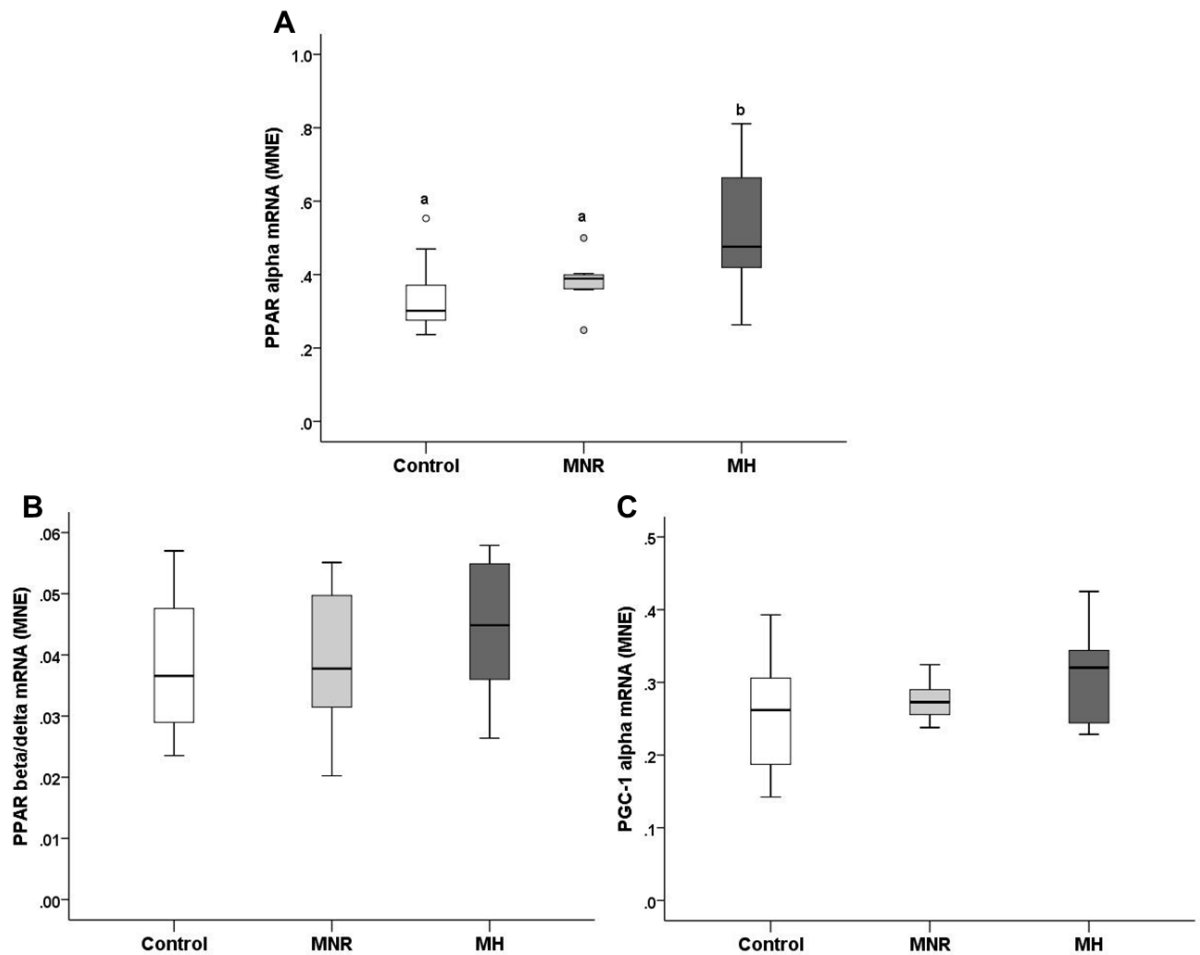 A
PPAR alpha mRNA (MNE)
1.0
.8
.6
.4
.2
.0
a
a
b
Control MNR MH
B
PPAR beta/delta mRNA (MNE)
.06
.05
.04
.03
.02
.01
.00
Control MNR MH
C
PGC-1 alpha mRNA (MNE)
.5
.4
.3
.2
.1
.0
Control MNR MH